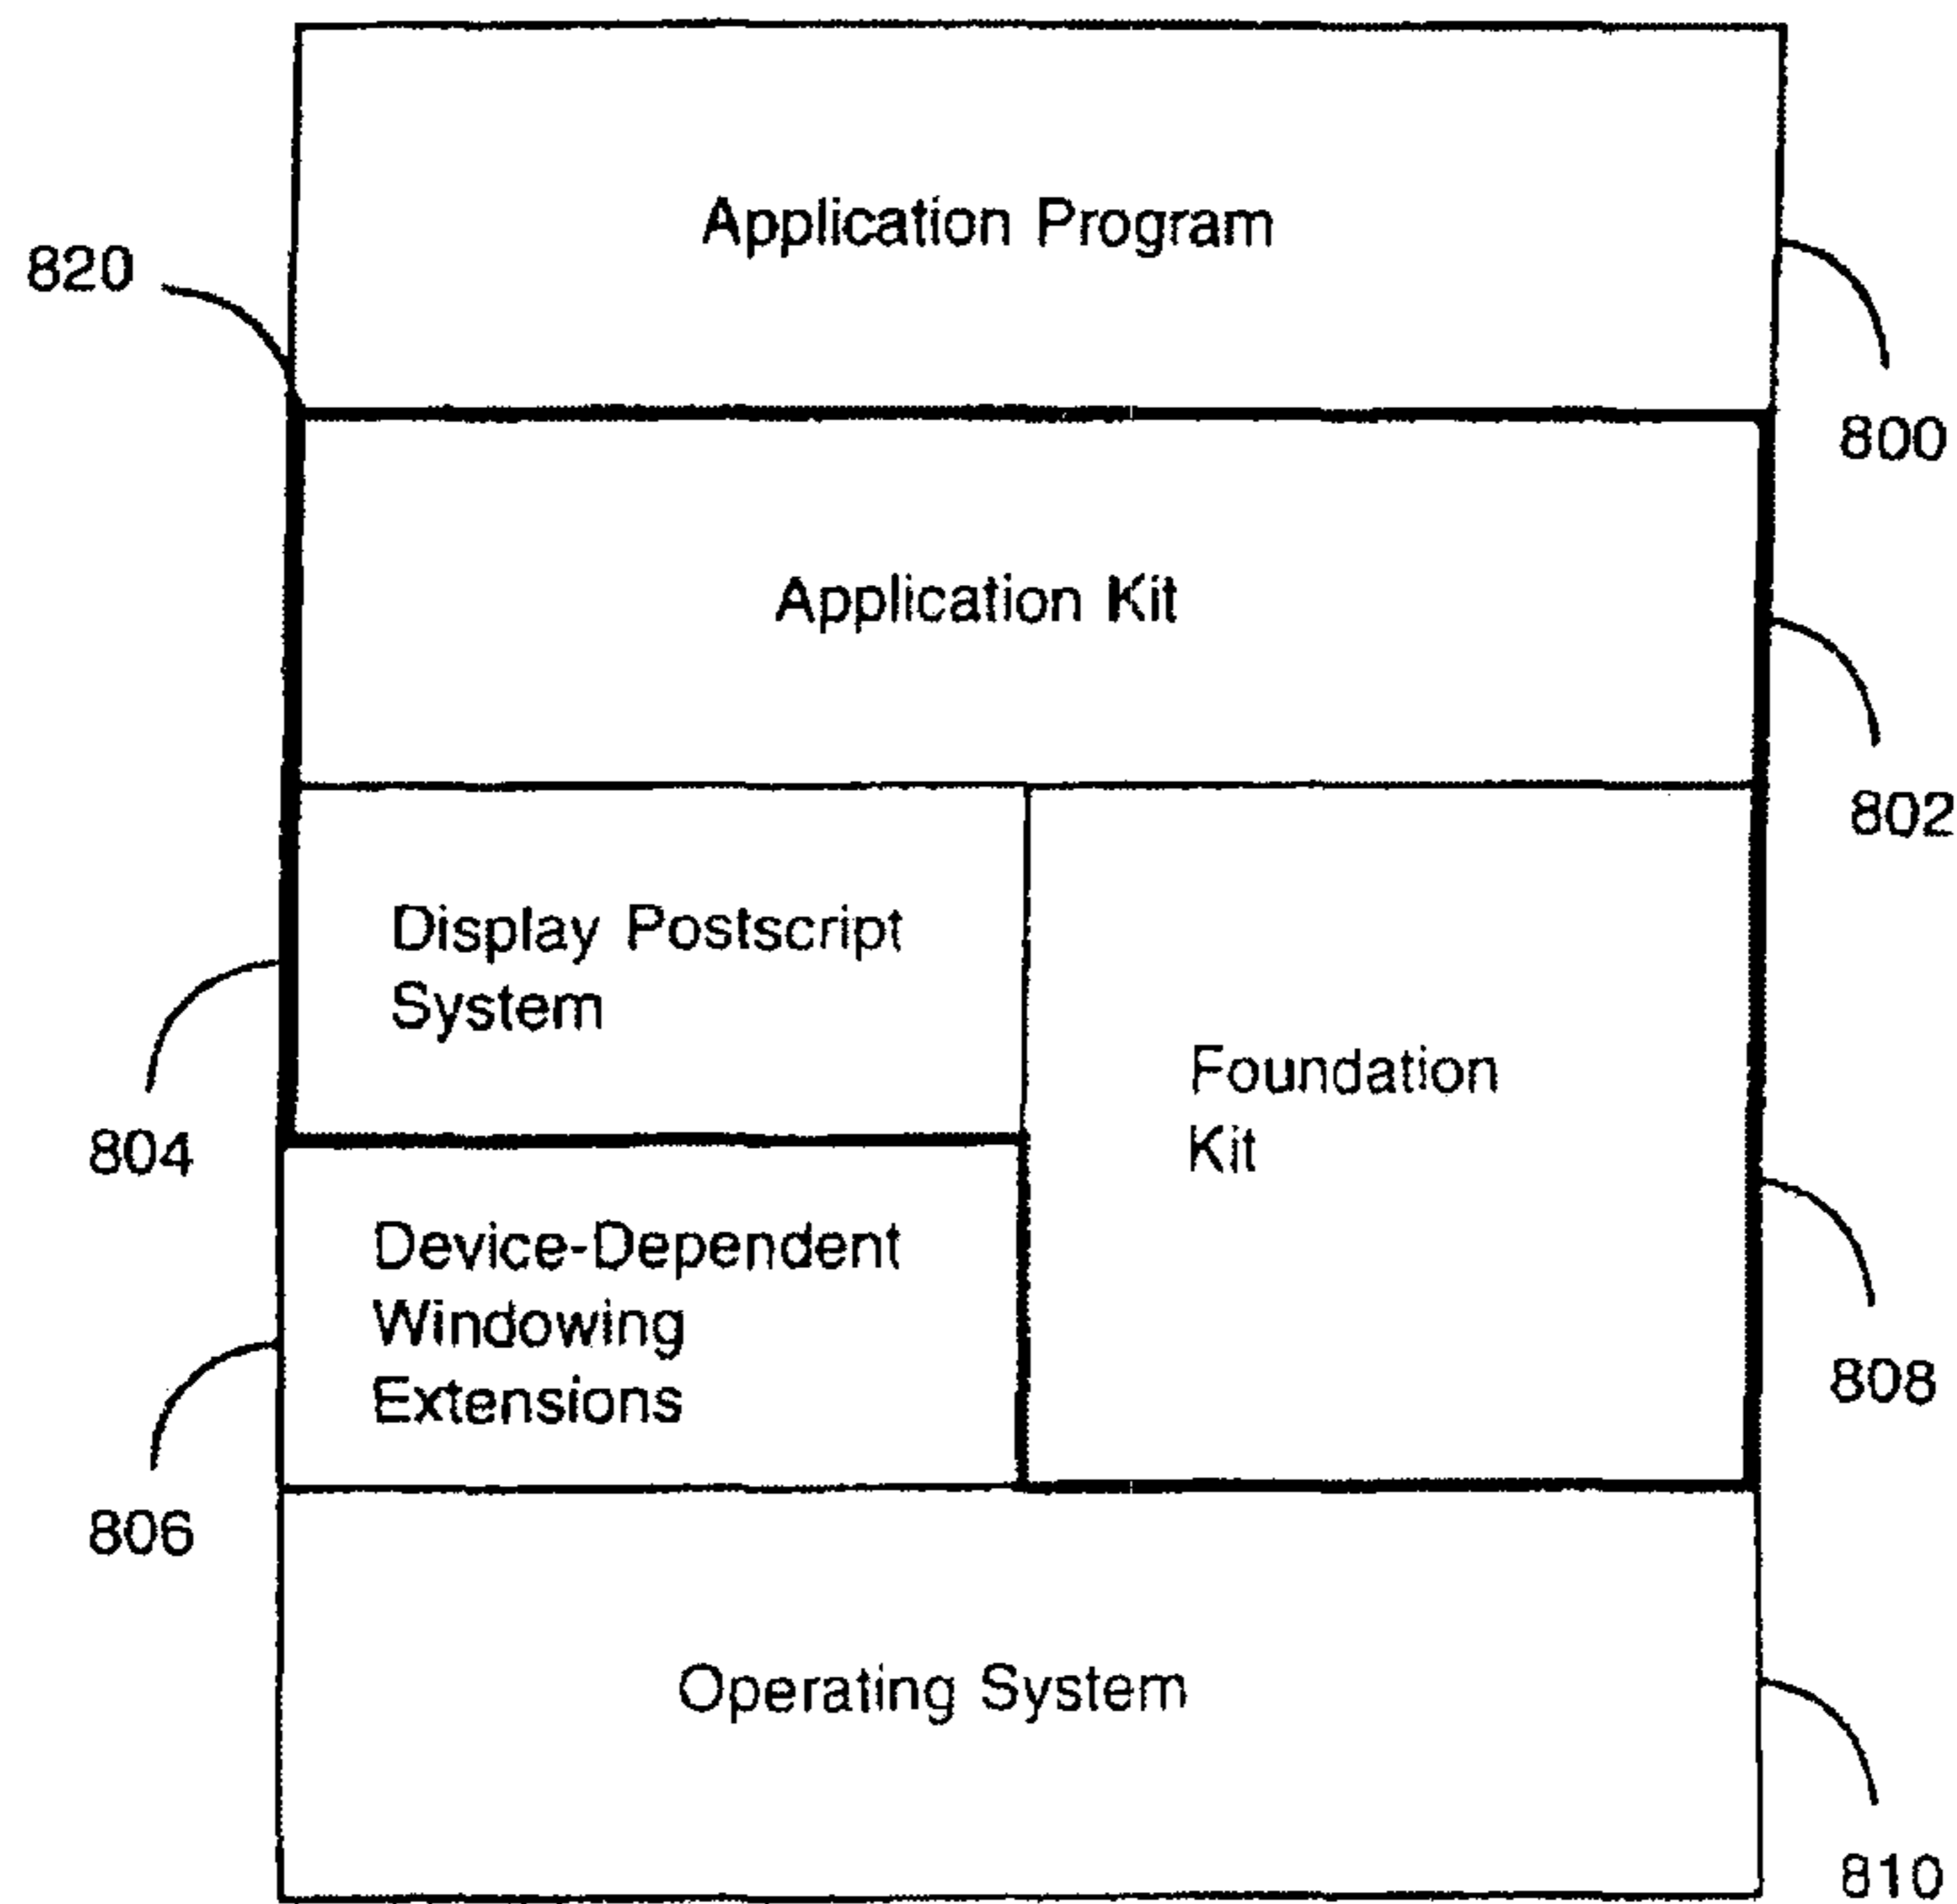 Application Program
820
800
Application Kit
802
Display Postscript
System
804
Foundation
Kit
808
Device-Dependent
Windowing
Extensions
806
Operating System
810